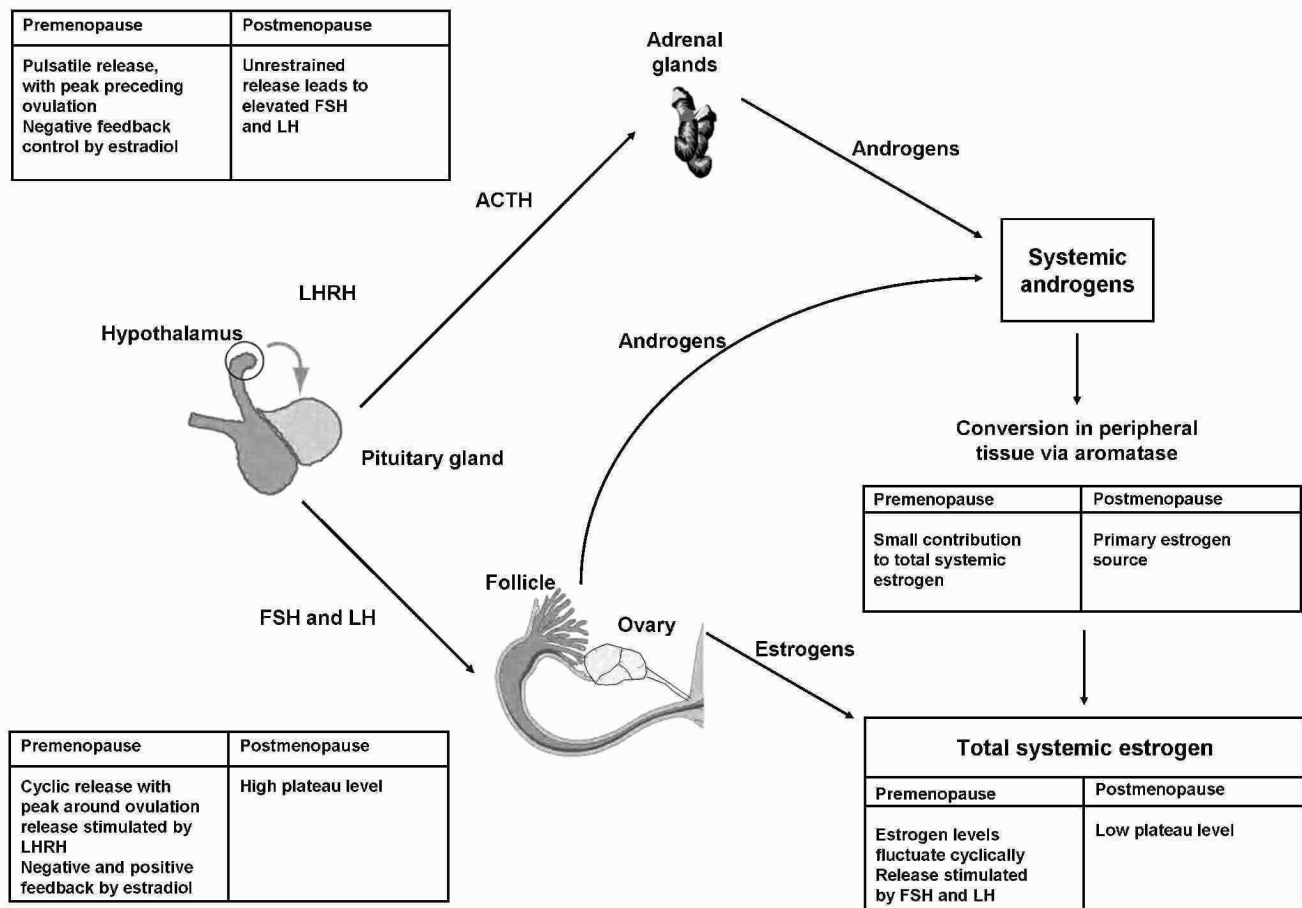 Premenopause
Postmenopause
Pulsatile release,
with peak preceding
ovulation
Negative feedback
control by estradiol
Unrestrained
release leads to
elevated FSH
and LH
Adrenal
glands
Androgens
ACTH
Systemic
androgens
LHRH
Hypothalamus
Androgens
Pituitary gland
Conversion in peripheral
tissue via aromatase
Premenopause
Postmenopause
Small contribution
to total systemic
estrogen
Primary estrogen
source
Follicle
FSH and LH
Ovary
Estrogens
Premenopause
Postmenopause
Cyclic release with
peak around ovulation
release stimulated by
LHRH
Negative and positive
feedback by estradiol
High plateau level
Total systemic estrogen
Premenopause
Postmenopause
Estrogen levels
fluctuate cyclically
Release stimulated
by FSH and LH
Low plateau level